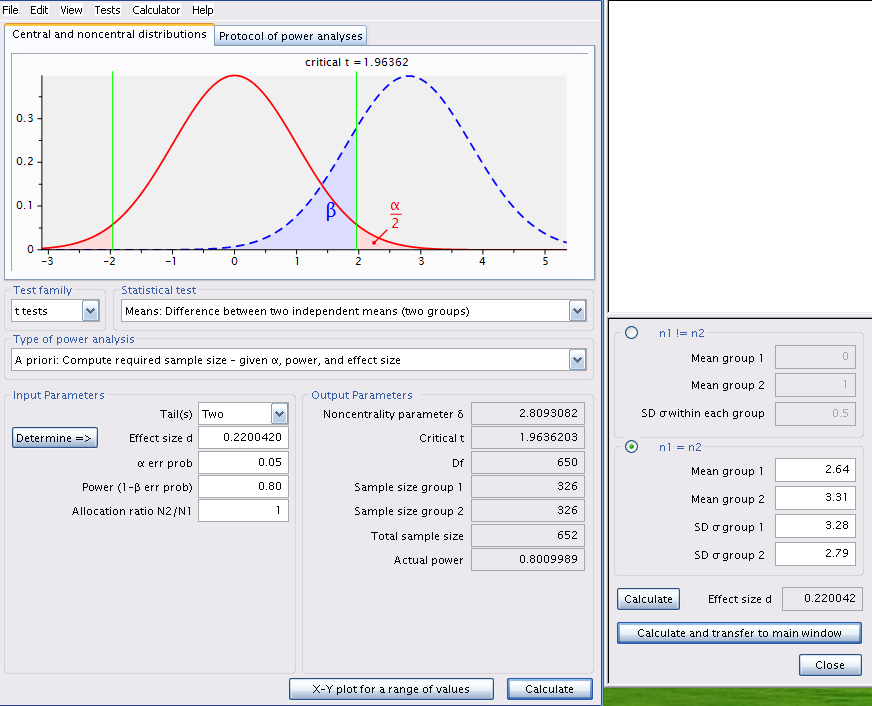 File Edit View Tests Calculator Help
Central and noncentral distributions
Protocol of power analyses
critical t = 1.96362
0.3
0.2
0.1
0
β
α
2
-3 -2 -1 0 1 2 3 4 5
Test family
t tests
Statistical test
Means: Difference between two independent means (two groups)
Type of power analysis
A priori: Compute required sample size – given α, power, and effect size
Input Parameters
Tail(s) Two
Determine => Effect size d 0.2200420
α err prob 0.05
Power (1-β err prob) 0.80
Allocation ratio N2/N1 1
Output Parameters
Noncentrality parameter δ 2.8093082
Critical t 1.9636203
Df 650
Sample size group 1 326
Sample size group 2 326
Total sample size 652
Actual power 0.8009989
X-Y plot for a range of values
Calculate
n1 != n2
Mean group 1 0
Mean group 2 1
SD σ within each group 0.5
n1 = n2
Mean group 1 2.64
Mean group 2 3.31
SD σ group 1 3.28
SD σ group 2 2.79
Calculate Effect size d 0.220042
Calculate and transfer to main window
Close